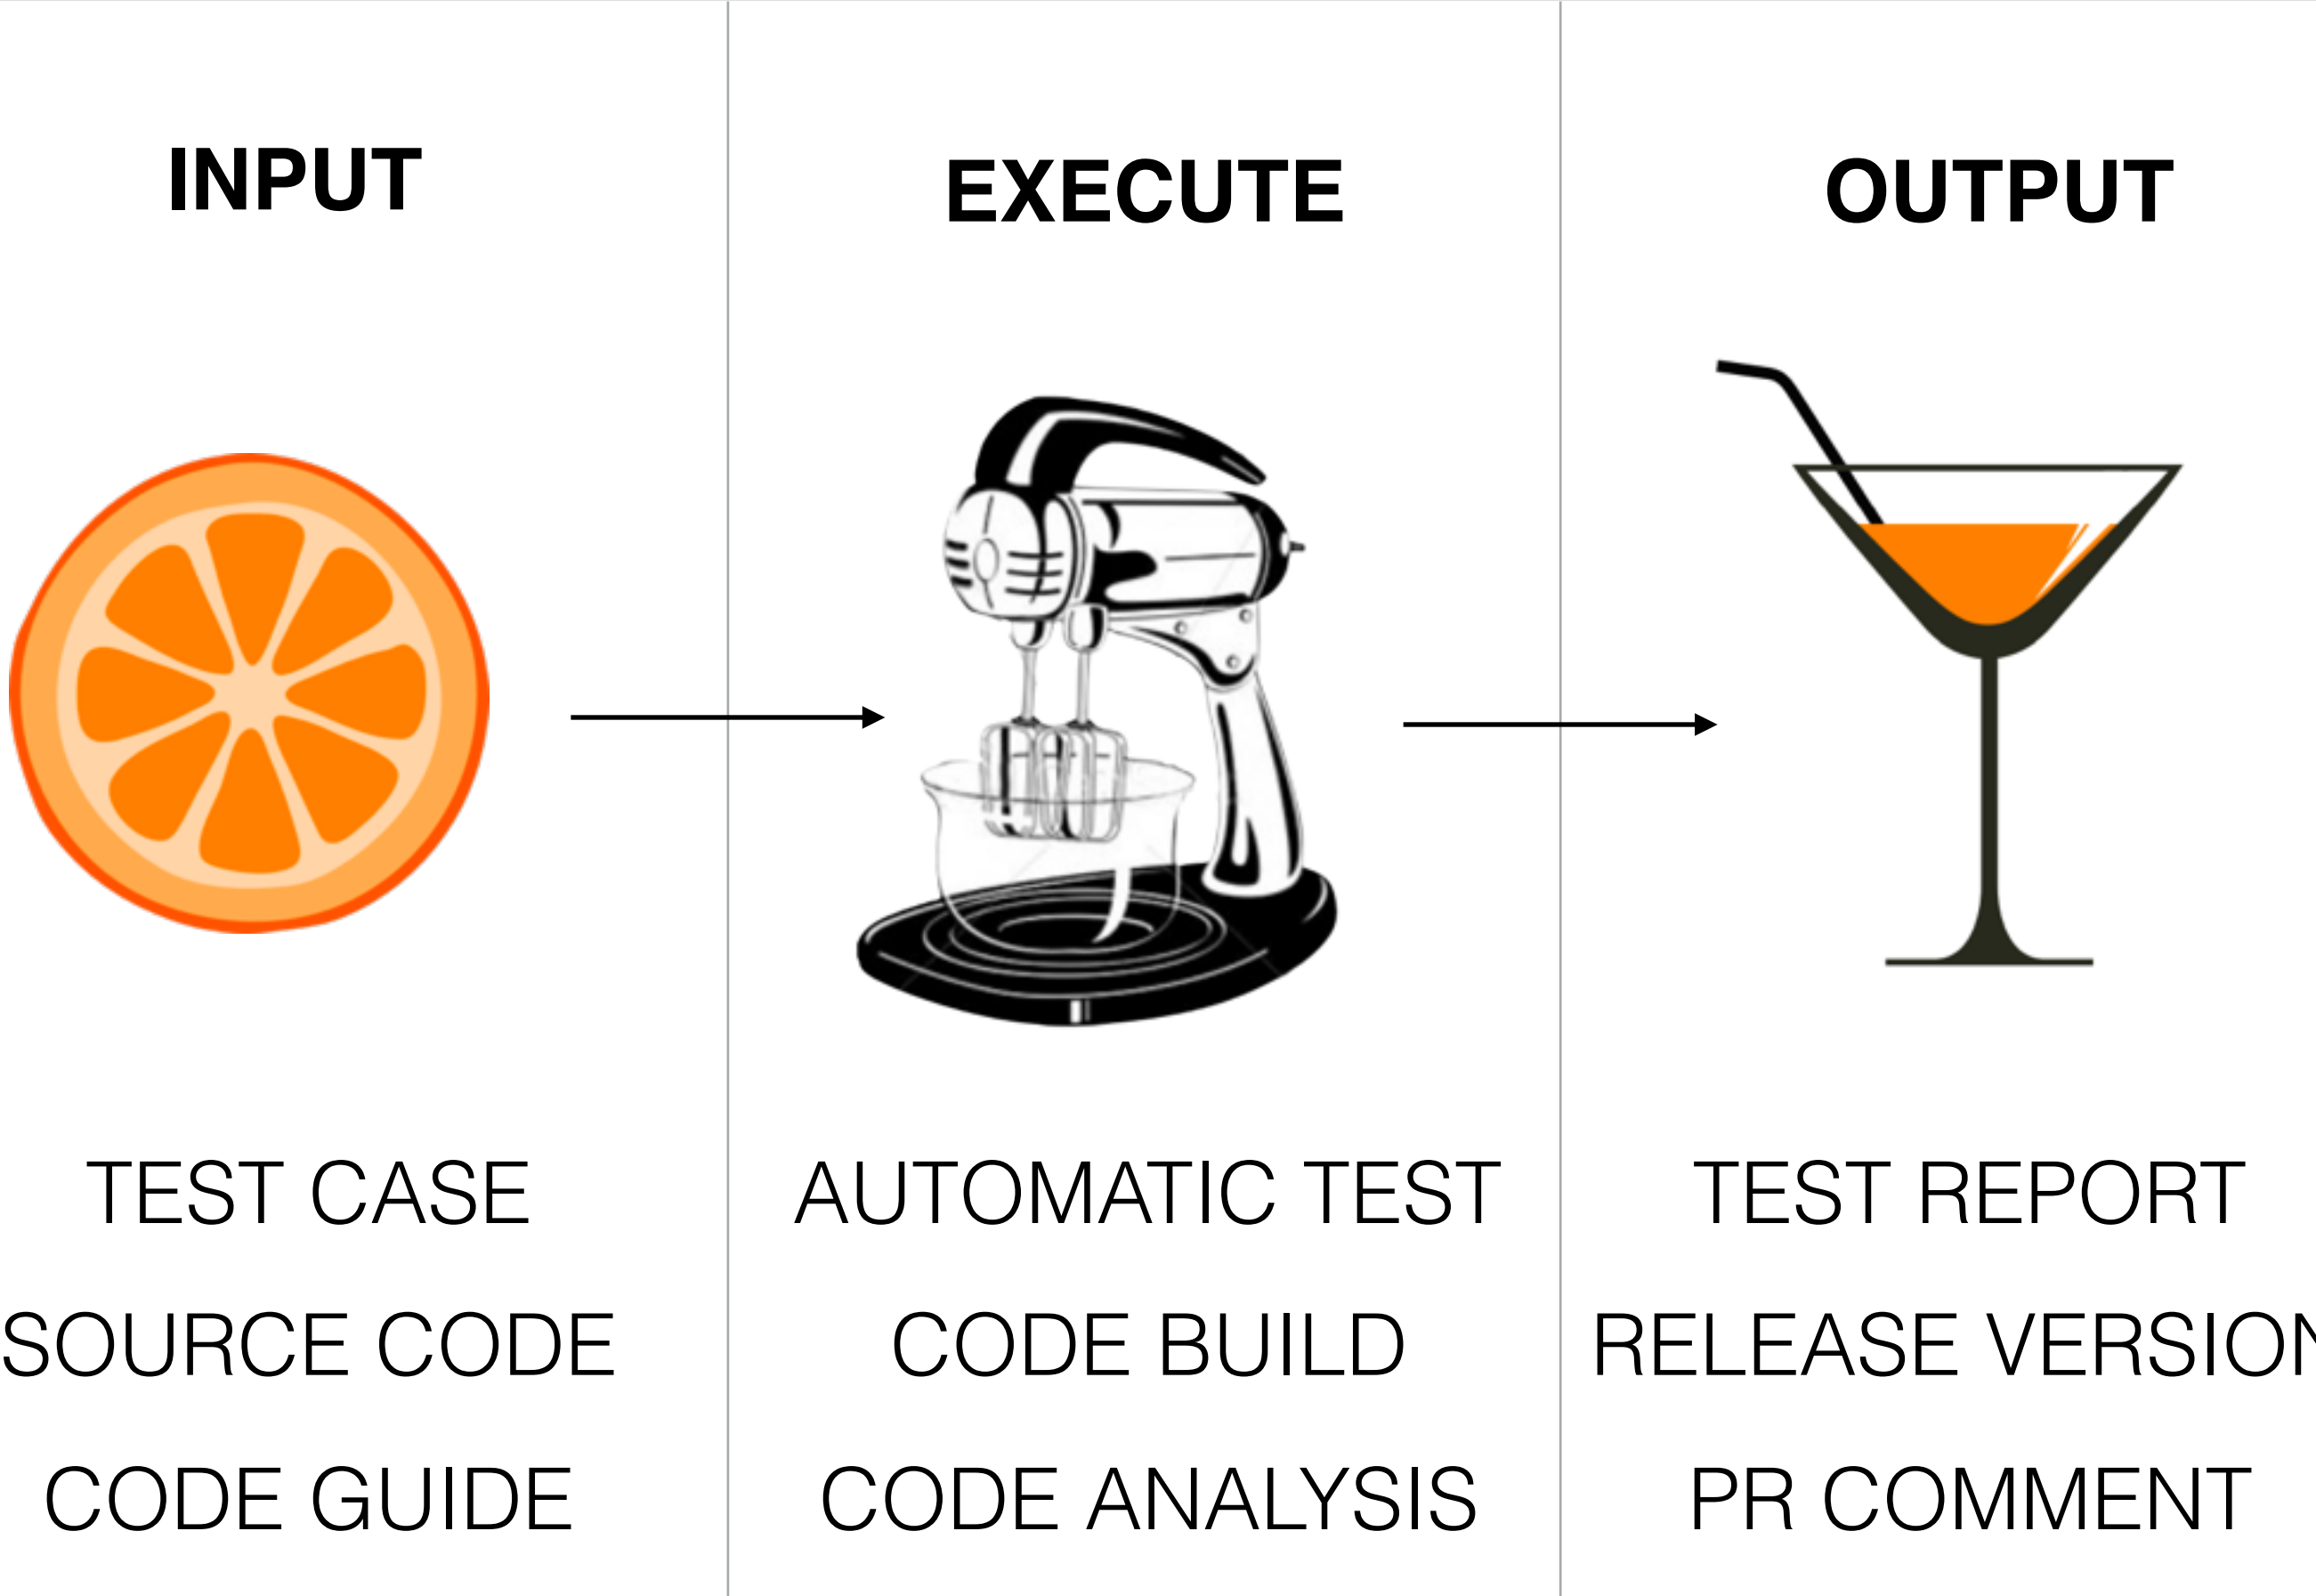 INPUT
EXECUTE
OUTPUT
TEST CASE
AUTOMATIC TEST
TEST REPORT
SOURCE CODE
CODE BUILD
RELEASE VERSION
CODE GUIDE
CODE ANALYSIS
PR COMMENT